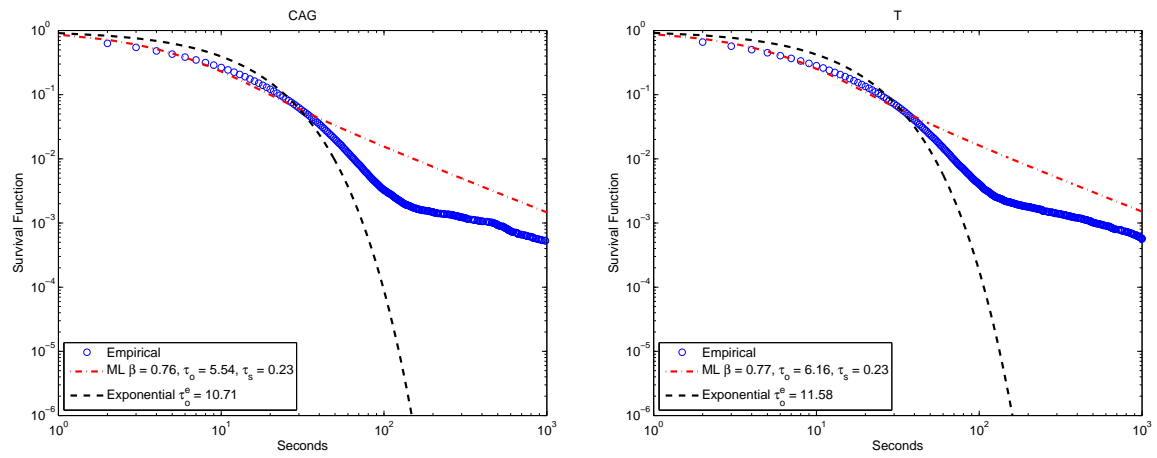 CAG
Survival Function
10^0
10^-1
10^-2
10^-3
10^-4
10^-5
10^-6
Empirical
ML β = 0.76, τ_o = 5.54, τ_s = 0.23
Exponential τ_o^e = 10.71
10^0 10^1 10^2 10^3
Seconds
T
Survival Function
10^0
10^-1
10^-2
10^-3
10^-4
10^-5
10^-6
Empirical
ML β = 0.77, τ_o = 6.16, τ_s = 0.23
Exponential τ_o^e = 11.58
10^0 10^1 10^2 10^3
Seconds